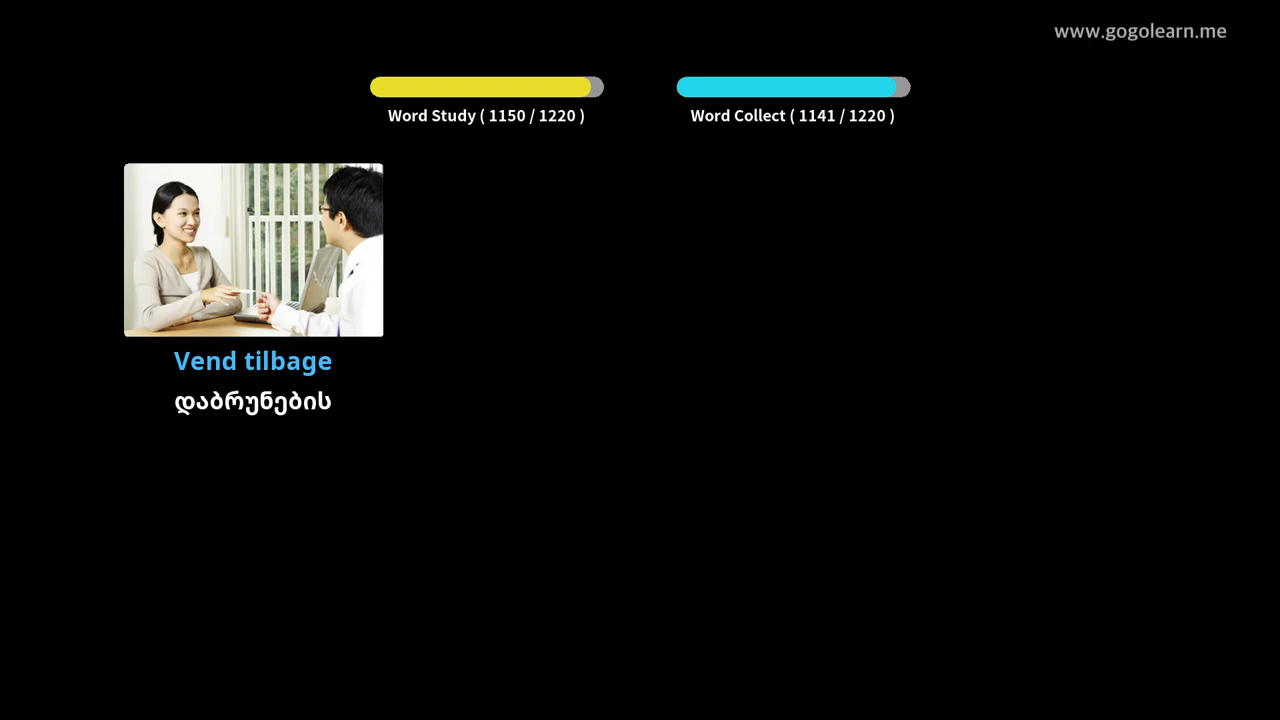 www.gogolearn.me
Word Study ( 1150 / 1220 )
Word Collect ( 1141 / 1220 )
Vend tilbage
დაბრუნების